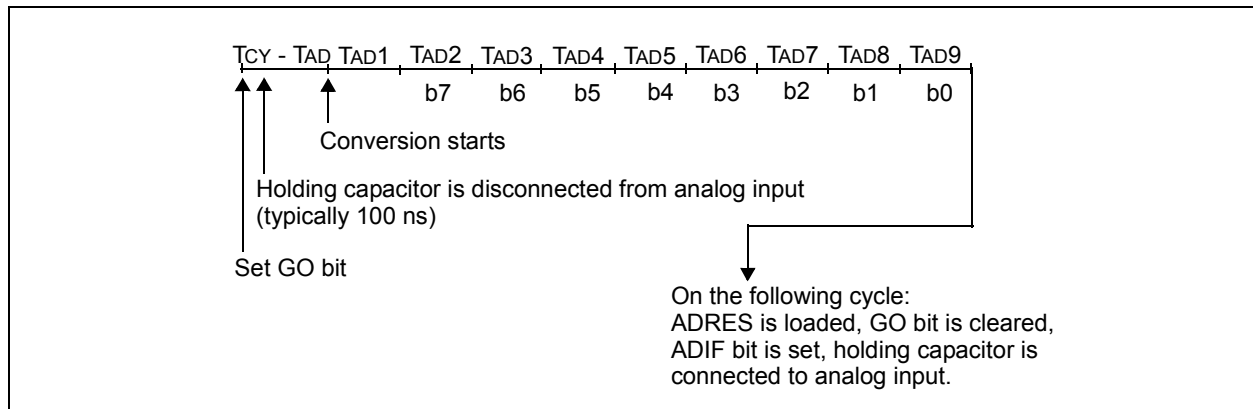 TCY - TAD TAD1 TAD2 TAD3 TAD4 TAD5 TAD6 TAD7 TAD8 TAD9
b7 b6 b5 b4 b3 b2 b1 b0
Conversion starts
Holding capacitor is disconnected from analog input
(typically 100 ns)
Set GO bit
On the following cycle:
ADRES is loaded, GO bit is cleared,
ADIF bit is set, holding capacitor is
connected to analog input.